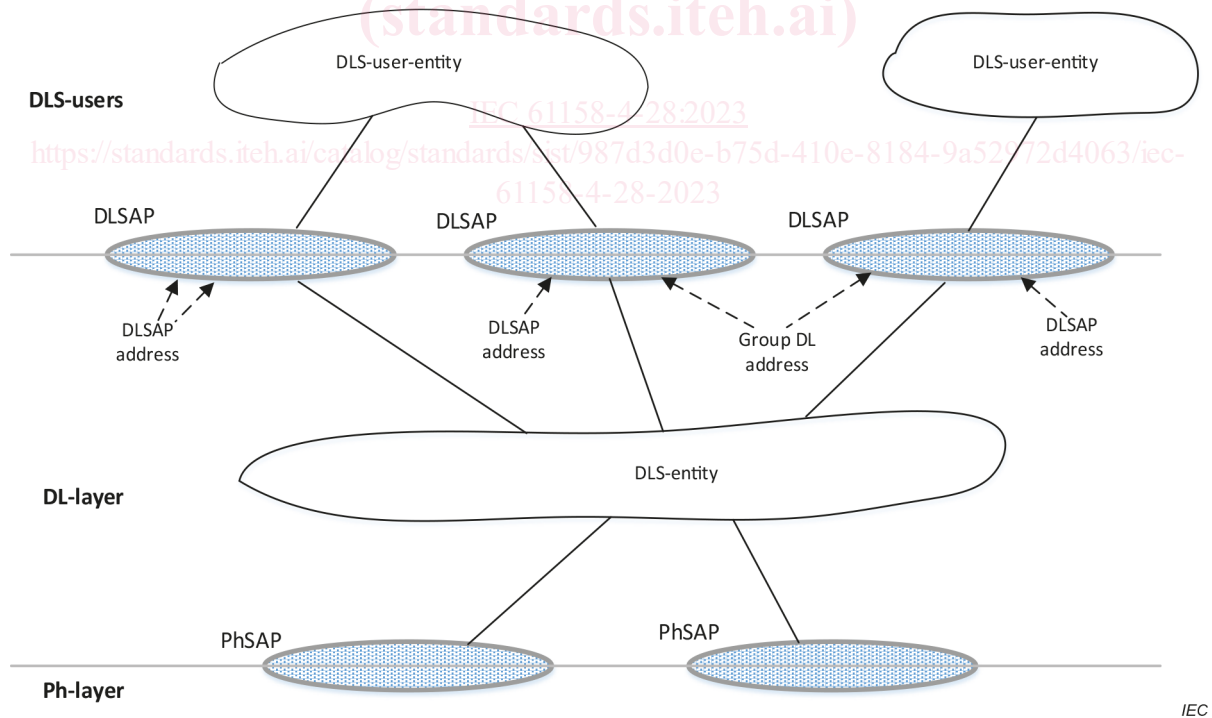 (standards.iteh.ai)
DLS-user-entity
DLS-user-entity
DLS-users
IEC 61158-4-28:2023
https://standards.iteh.ai/catalog/standards/sist/987d3d0e-b75d-410e-8184-9a52972d4063/iec-
61158-4-28-2023
DLSAP
DLSAP
DLSAP
DLSAP
address
DLSAP
address
Group DL
address
DLSAP
address
DLS-entity
DL-layer
PhSAP
PhSAP
Ph-layer
IEC